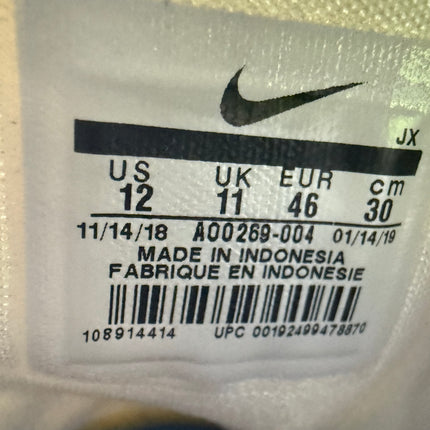 JX
US UK EUR cm
12 11 46 30
11/14/18 AO0269-004 01/14/19
MADE IN INDONESIA
FABRIQUE EN INDONESIE
108914414 UPC 00192499478870